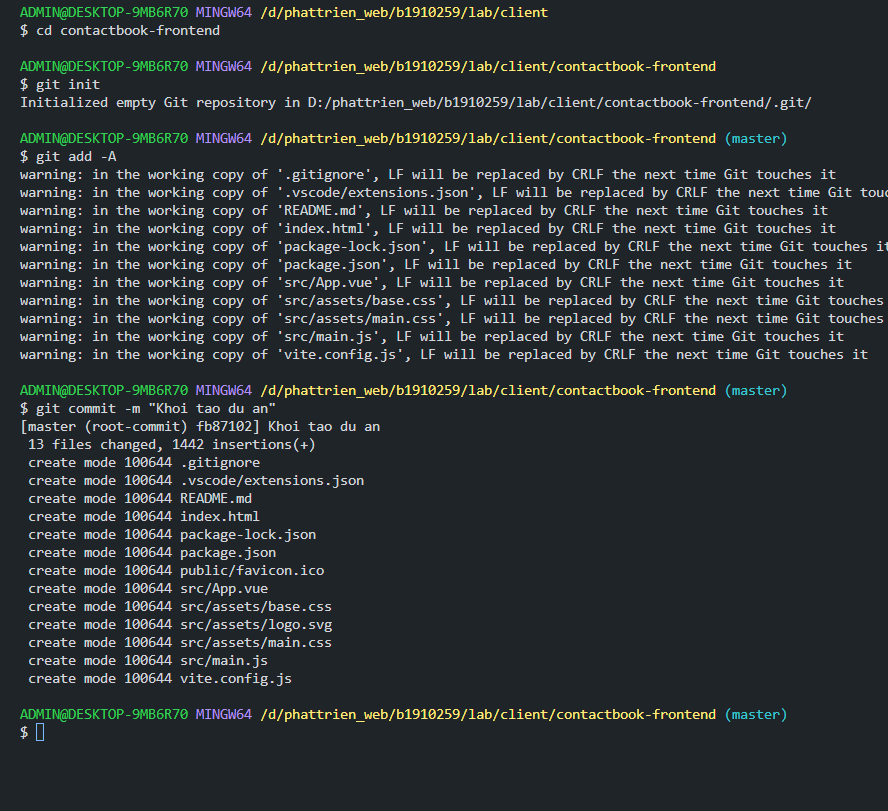 ADMIN@DESKTOP-9MB6R70 MINGW64 /d/phattrien_web/b1910259/lab/client
$ cd contactbook-frontend
ADMIN@DESKTOP-9MB6R70 MINGW64 /d/phattrien_web/b1910259/lab/client/contactbook-frontend
$ git init
Initialized empty Git repository in D:/phattrien_web/b1910259/lab/client/contactbook-frontend/.git/
ADMIN@DESKTOP-9MB6R70 MINGW64 /d/phattrien_web/b1910259/lab/client/contactbook-frontend (master)
$ git add -A
warning: in the working copy of '.gitignore', LF will be replaced by CRLF the next time Git touches it
warning: in the working copy of '.vscode/extensions.json', LF will be replaced by CRLF the next time Git touc
warning: in the working copy of 'README.md', LF will be replaced by CRLF the next time Git touches it
warning: in the working copy of 'index.html', LF will be replaced by CRLF the next time Git touches it
warning: in the working copy of 'package-lock.json', LF will be replaced by CRLF the next time Git touches it
warning: in the working copy of 'package.json', LF will be replaced by CRLF the next time Git touches it
warning: in the working copy of 'src/App.vue', LF will be replaced by CRLF the next time Git touches it
warning: in the working copy of 'src/assets/base.css', LF will be replaced by CRLF the next time Git touches
warning: in the working copy of 'src/assets/main.css', LF will be replaced by CRLF the next time Git touches
warning: in the working copy of 'src/main.js', LF will be replaced by CRLF the next time Git touches it
warning: in the working copy of 'vite.config.js', LF will be replaced by CRLF the next time Git touches it
ADMIN@DESKTOP-9MB6R70 MINGW64 /d/phattrien_web/b1910259/lab/client/contactbook-frontend (master)
$ git commit -m "Khoi tao du an"
[master (root-commit) fb87102] Khoi tao du an
13 files changed, 1442 insertions(+)
create mode 100644 .gitignore
create mode 100644 .vscode/extensions.json
create mode 100644 README.md
create mode 100644 index.html
create mode 100644 package-lock.json
create mode 100644 package.json
create mode 100644 public/favicon.ico
create mode 100644 src/App.vue
create mode 100644 src/assets/base.css
create mode 100644 src/assets/logo.svg
create mode 100644 src/assets/main.css
create mode 100644 src/main.js
create mode 100644 vite.config.js
ADMIN@DESKTOP-9MB6R70 MINGW64 /d/phattrien_web/b1910259/lab/client/contactbook-frontend (master)
$